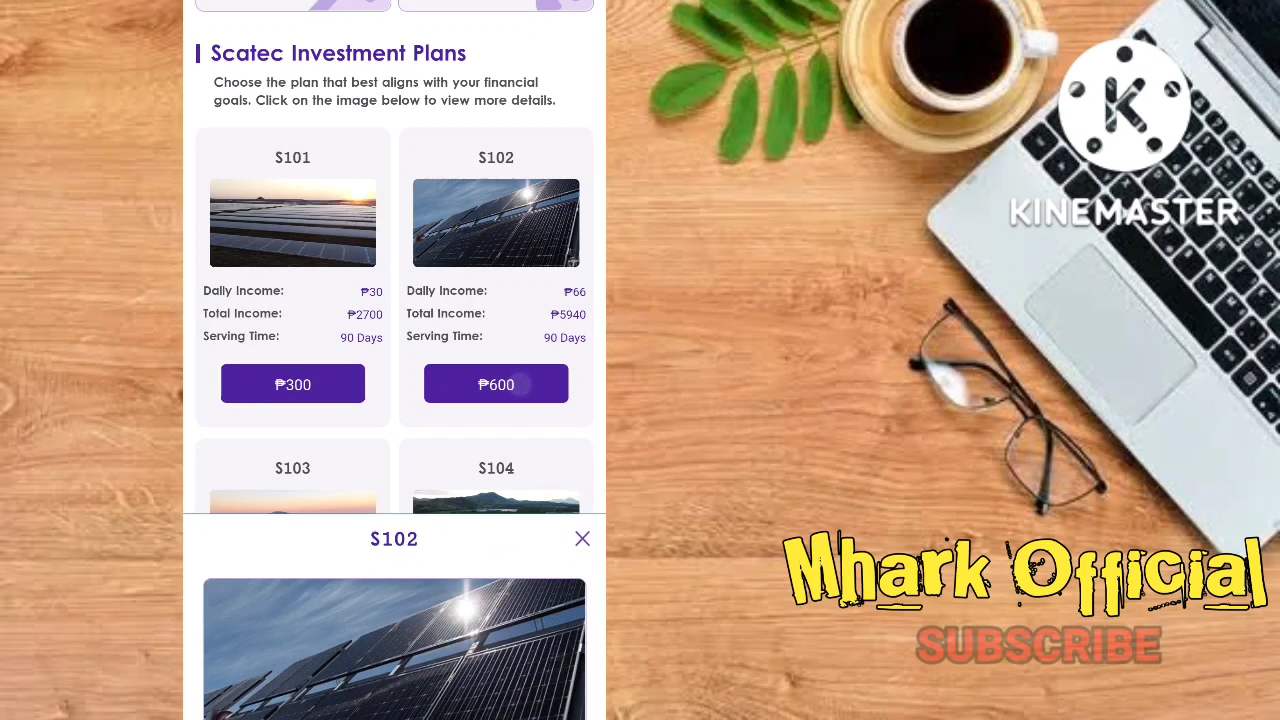 Scatec Investment Plans
Choose the plan that best aligns with your financial
goals. Click on the image below to view more details.
S101
Daily Income: ₱30
Total Income: ₱2700
Serving Time: 90 Days
₱300
S102
Daily Income: ₱66
Total Income: ₱5940
Serving Time: 90 Days
₱600
S103
S104
S102
K
KINEMASTER
Mhark Official
SUBSCRIBE